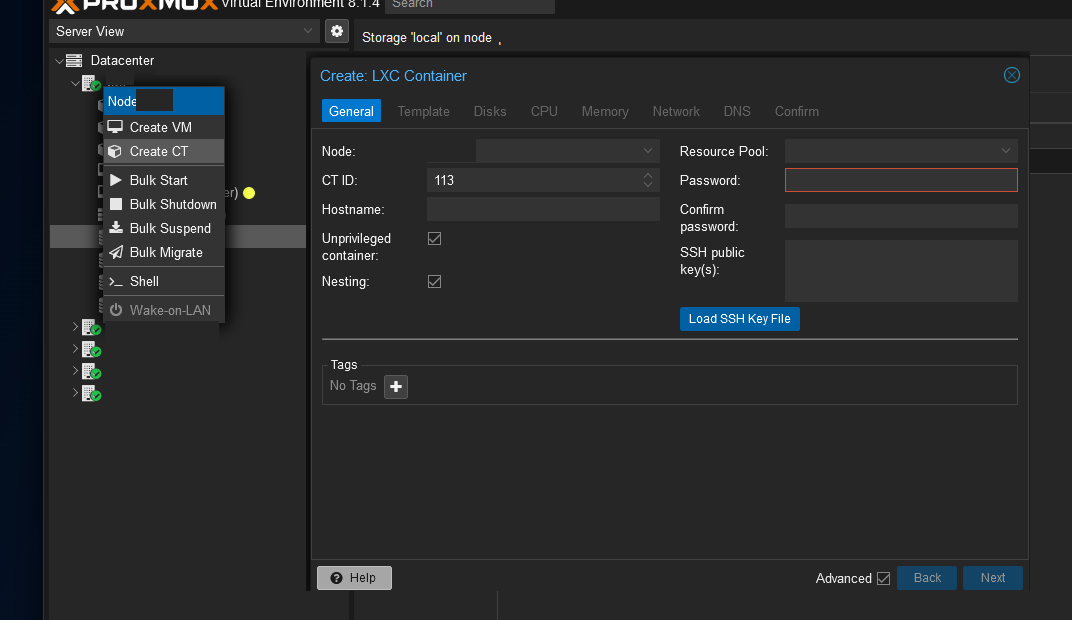 PROXMOX Virtual Environment 8.1.4 Search
Server View
Storage 'local' on node
Datacenter
Node
Create VM
Create CT
Bulk Start
Bulk Shutdown
Bulk Suspend
Bulk Migrate
Shell
Wake-on-LAN
er)
Create: LXC Container
General Template Disks CPU Memory Network DNS Confirm
Node:
CT ID: 113
Hostname:
Unprivileged
container:
Nesting:
Resource Pool:
Password:
Confirm
password:
SSH public
key(s):
Load SSH Key File
Tags
No Tags
Help
Advanced Back Next